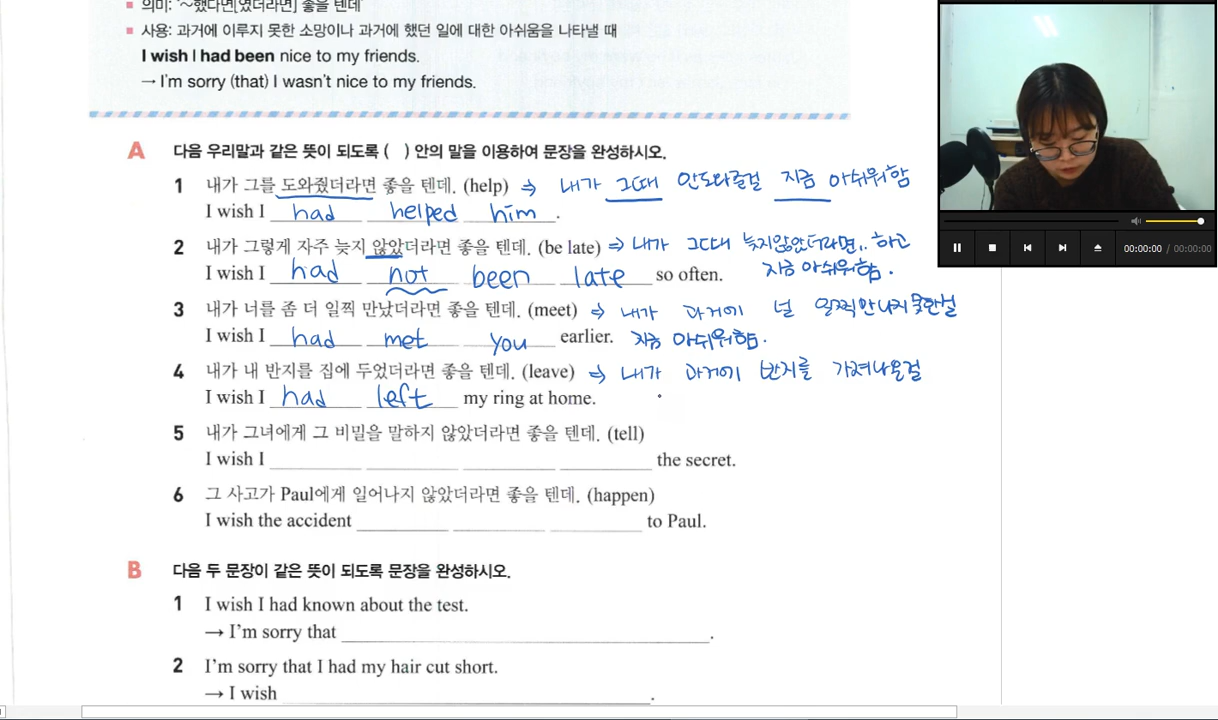 의미: '~했다면[였더라면] 좋을 텐데'
사용: 과거에 이루지 못한 소망이나 과거에 했던 일에 대한 아쉬움을 나타낼 때
I wish I had been nice to my friends.
→ I'm sorry (that) I wasn't nice to my friends.
A 다음 우리말과 같은 뜻이 되도록 ( ) 안의 말을 이용하여 문장을 완성하시오.
1 내가 그를 도와줬더라면 좋을 텐데. (help) ⇒ 내가 그때 안도와준걸 지금 아쉬워함
I wish I had helped him.
2 내가 그렇게 자주 늦지 않았더라면 좋을 텐데. (be late) ⇒ 내가 그때 늦지않았더라면.. 하고
I wish I had not been late so often. 지금 아쉬워함.
3 내가 너를 좀 더 일찍 만났더라면 좋을 텐데. (meet) ⇒ 내가 과거에 널 일찍만나지못한걸
I wish I had met you earlier. 지금 아쉬워함.
4 내가 내 반지를 집에 두었더라면 좋을 텐데. (leave) ⇒ 내가 과거에 반지를 가져나온걸
I wish I had left my ring at home.
5 내가 그녀에게 그 비밀을 말하지 않았더라면 좋을 텐데. (tell)
I wish I ____ ____ ____ ____ the secret.
6 그 사고가 Paul에게 일어나지 않았더라면 좋을 텐데. (happen)
I wish the accident ____ ____ ____ to Paul.
B 다음 두 문장이 같은 뜻이 되도록 문장을 완성하시오.
1 I wish I had known about the test.
→ I'm sorry that ____.
2 I'm sorry that I had my hair cut short.
→ I wish ____.
00:00:00 / 00:00:00